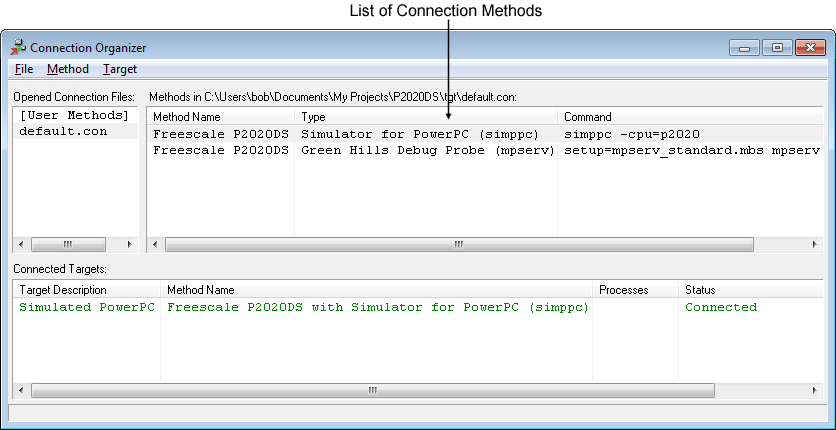 List of Connection Methods
Connection Organizer
File Method Target
Opened Connection Files: Methods in C:\Users\bob\Documents\My Projects\P2020DS\tgt\default.con:
[User Methods] Method Name Type Command
default.con Freescale P2020DS Simulator for PowerPC (simppc) simppc -cpu=p2020
Freescale P2020DS Green Hills Debug Probe (mpserv) setup=mpserv_standard.mbs mpserv
Connected Targets:
Target Description Method Name Processes Status
Simulated PowerPC Freescale P2020DS with Simulator for PowerPC (simppc) Connected